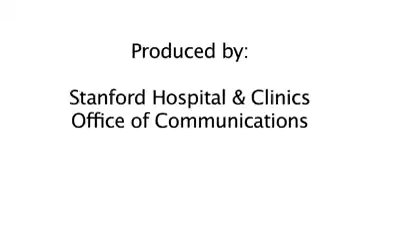 Produced by:
Stanford Hospital & Clinics
Office of Communications